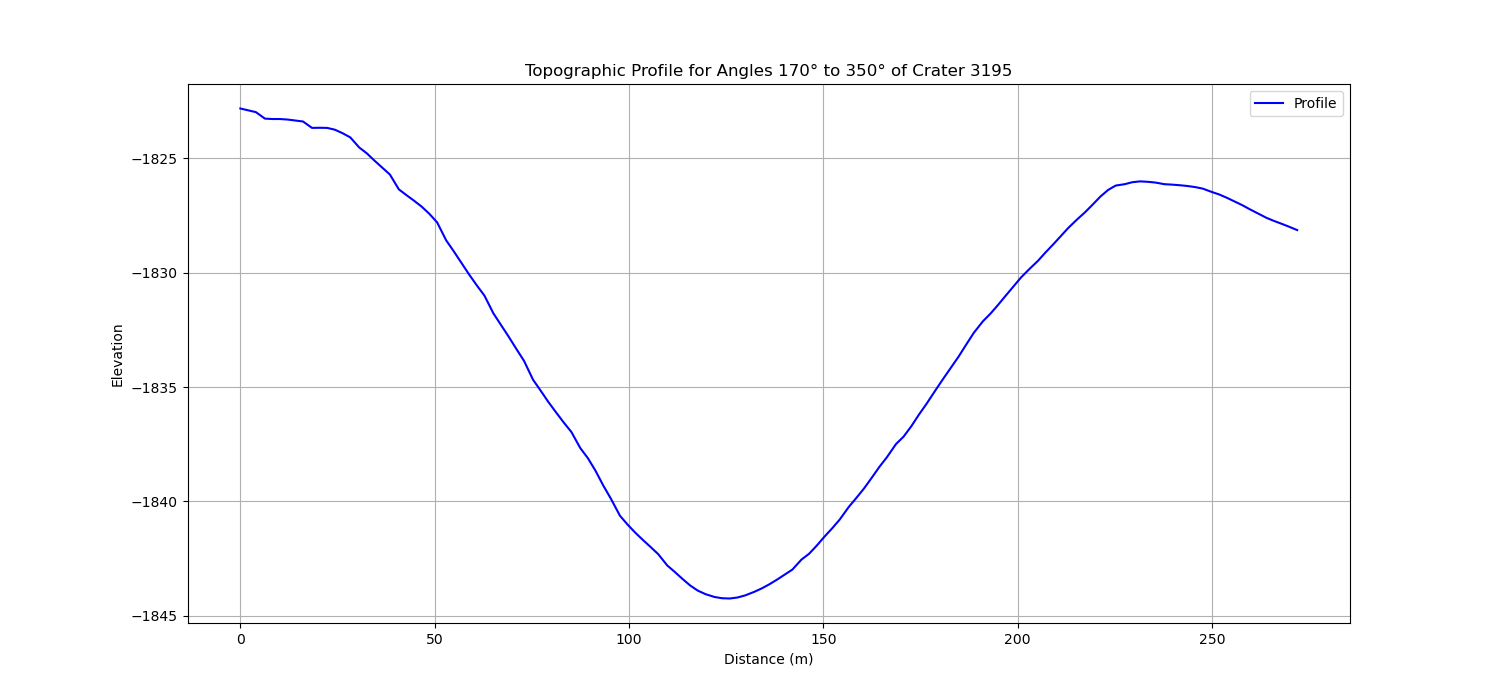 Topographic Profile for Angles 170° to 350° of Crater 3195
Profile
Elevation
−1825
−1830
−1835
−1840
−1845
0 50 100 150 200 250
Distance (m)